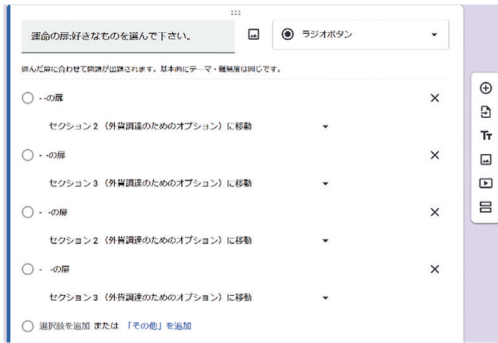 運命の扉:好きなものを選んで下さい。
ラジオボタン
選んだ扉に合わせて問題が出題されます。基本的にテーマ・難易度は同じです。
- -の扉
セクション 2 (外貨調達のためのオプション) に移動
- -の扉
セクション 3 (外貨調達のためのオプション) に移動
- -の扉
セクション 2 (外貨調達のためのオプション) に移動
- -の扉
セクション 3 (外貨調達のためのオプション) に移動
選択肢を追加 または 「その他」を追加
Tт